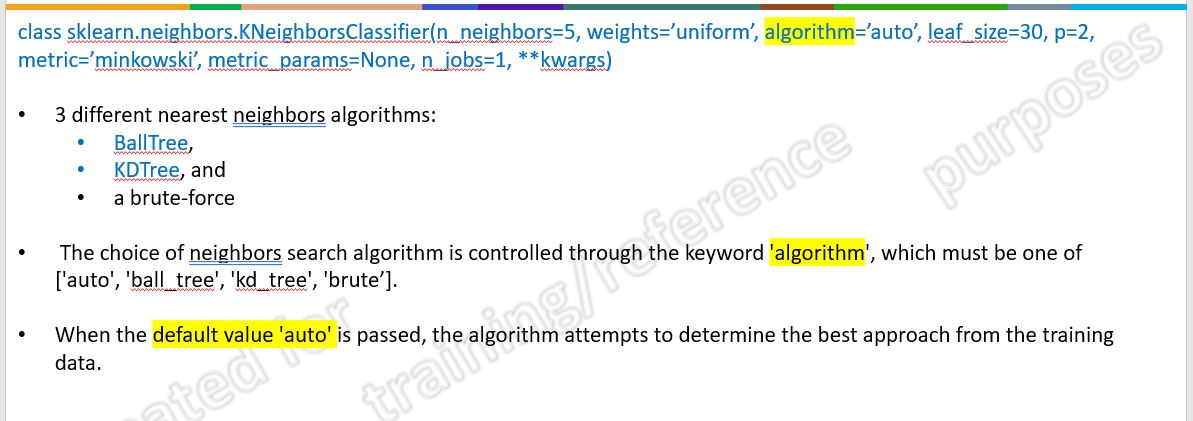 class sklearn.neighbors.KNeighborsClassifier(n_neighbors=5, weights=’uniform’, algorithm=’auto’, leaf_size=30, p=2,
metric=’minkowski’, metric_params=None, n_jobs=1, **kwargs)
• 3 different nearest neighbors algorithms:
• BallTree,
• KDTree, and
• a brute-force
• The choice of neighbors search algorithm is controlled through the keyword 'algorithm', which must be one of
['auto', 'ball_tree', 'kd_tree', 'brute’].
• When the default value 'auto' is passed, the algorithm attempts to determine the best approach from the training
data.
ated for
training/reference
purposes